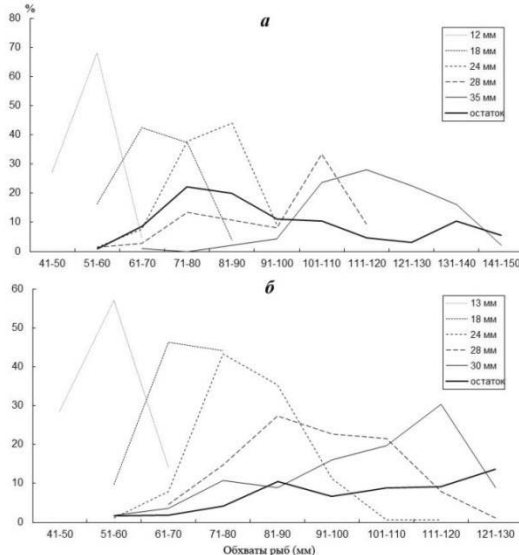 %
а
80
70
60
50
40
30
20
10
0
12 мм
18 мм
24 мм
28 мм
35 мм
остаток
41-50 51-60 61-70 71-80 81-90 91-100 101-110 111-120 121-130 131-140 141-150
б
60
50
40
30
20
10
0
13 мм
18 мм
24 мм
28 мм
30 мм
остаток
41-50 51-60 61-70 71-80 81-90 91-100 101-110 111-120 121-130
Обхваты рыб (мм)